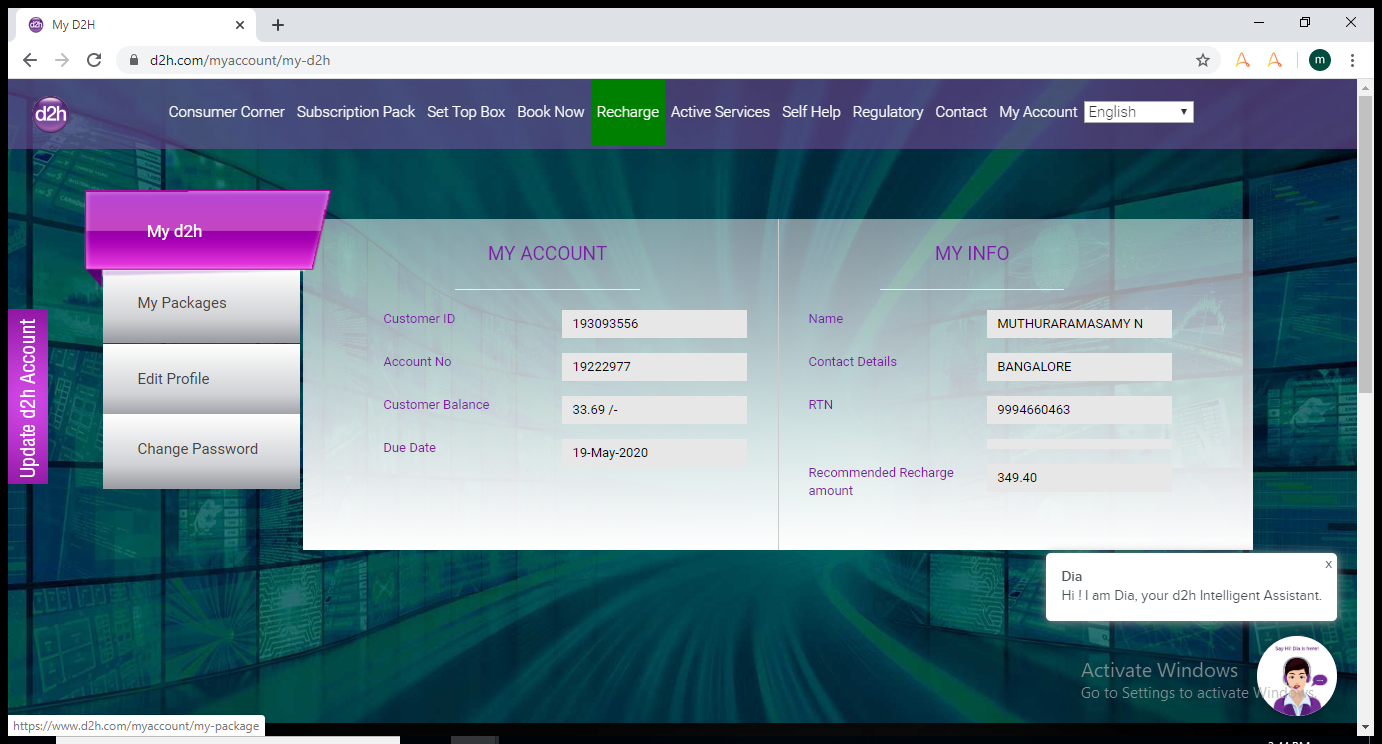 My D2H
d2h.com/myaccount/my-d2h
m
d2h
Consumer Corner Subscription Pack Set Top Box Book Now Recharge Active Services Self Help Regulatory Contact My Account English
My d2h
My Packages
Edit Profile
Change Password
Update d2h Account
MY ACCOUNT
Customer ID 193093556
Account No 19222977
Customer Balance 33.69 /-
Due Date 19-May-2020
MY INFO
Name MUTHURARAMASAMY N
Contact Details BANGALORE
RTN 9994660463
Recommended Recharge
amount 349.40
x
Dia
Hi ! I am Dia, your d2h Intelligent Assistant.
Say Hi! Dia is here!
Activate Windows
Go to Settings to activate Windows.
https://www.d2h.com/myaccount/my-package